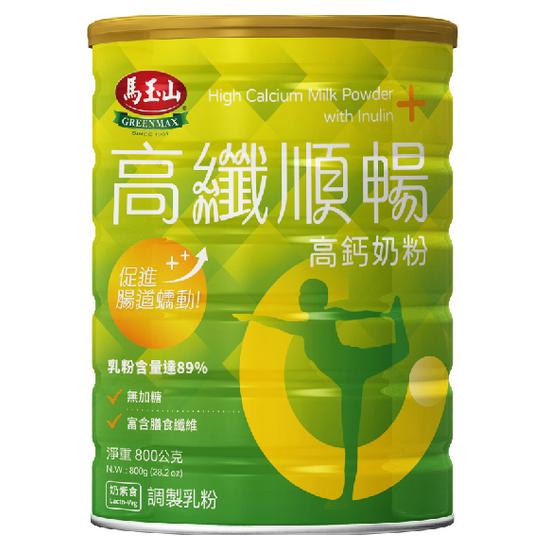 馬玉山
GREENMAX
High Calcium Milk Powder
with Inulin +
高纖順暢
高鈣奶粉
促進
腸道蠕動!
乳粉含量達89%
無加糖
富含膳食纖維
淨重 800公克
N.W.: 800g (28.2 oz)
奶素食
Lacto-Veg
調製乳粉